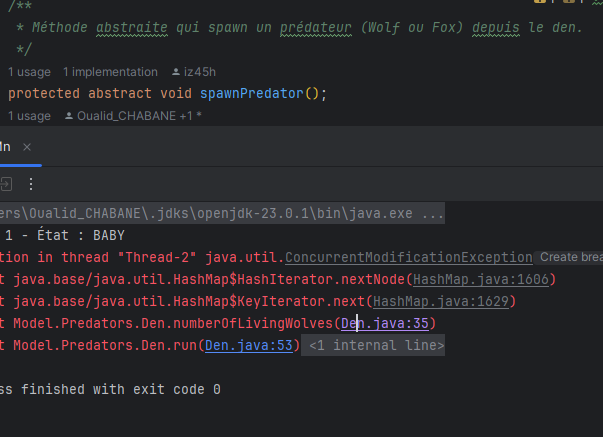 /**
* Méthode abstraite qui spawn un prédateur (Wolf ou Fox) depuis le den.
*/
1 usage 1 implementation iz45h
protected abstract void spawnPredator();
1 usage Oualid_CHABANE +1 *
n ×
ers\Oualid_CHABANE\.jdks\openjdk-23.0.1\bin\java.exe ...
1 - État : BABY
tion in thread "Thread-2" java.util.ConcurrentModificationException Create brea
t java.base/java.util.HashMap$HashIterator.nextNode(HashMap.java:1606)
t java.base/java.util.HashMap$KeyIterator.next(HashMap.java:1629)
t Model.Predators.Den.numberOfLivingWolves(Den.java:35)
t Model.Predators.Den.run(Den.java:53) <1 internal line>
ss finished with exit code 0